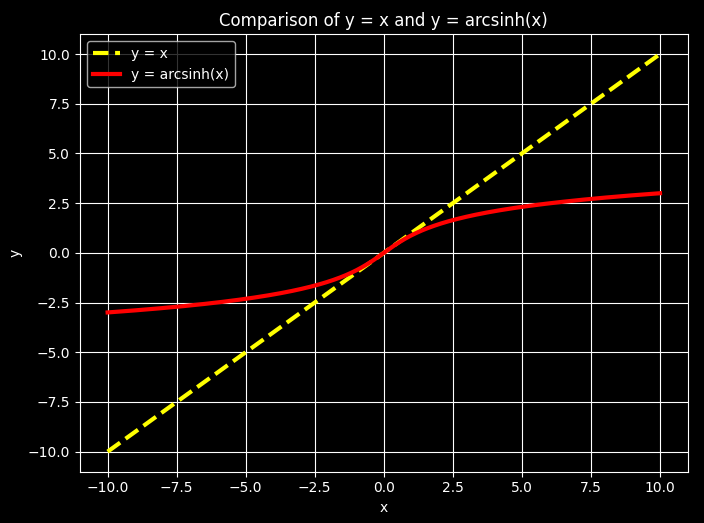 Comparison of y = x and y = arcsinh(x)
y = x
y = arcsinh(x)
10.0
7.5
5.0
2.5
0.0
−2.5
−5.0
−7.5
−10.0
y
−10.0 −7.5 −5.0 −2.5 0.0 2.5 5.0 7.5 10.0
x